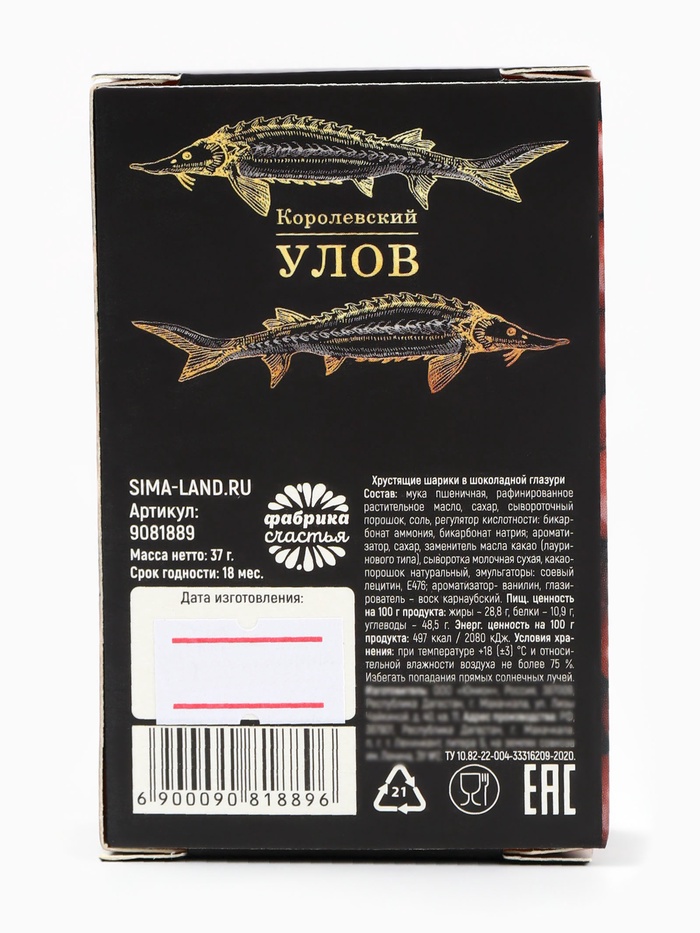 Королевский
УЛОВ
SIMA-LAND.RU
Артикул:
9081889
Масса нетто: 37 г.
Срок годности: 18 мес.
фабрика
счастья
Дата изготовления:
6 900090 818896
Хрустящие шарики в шоколадной глазури
Состав: мука пшеничная, рафинированное
растительное масло, сахар, сывороточный
порошок, соль, регулятор кислотности: бикар-
бонат аммония, бикарбонат натрия; аромати-
затор, сахар, заменитель масла какао (лаури-
нового типа), сыворотка молочная сухая, какао-
порошок натуральный, эмульгаторы: соевый
лецитин, Е476; ароматизатор- ванилин, глази-
рователь – воск карнаубский. Пищ. ценность
на 100 г продукта: жиры – 28,8 г, белки – 10,9 г,
углеводы – 48,5 г. Энерг. ценность на 100 г
продукта: 497 ккал / 2080 кДж. Условия хра-
нения: при температуре +18 (±3) °С и относи-
тельной влажности воздуха не более 75 %.
Избегать попадания прямых солнечных лучей.
ТУ 10.82-22-004-33316209-2020.
21
ЕАС